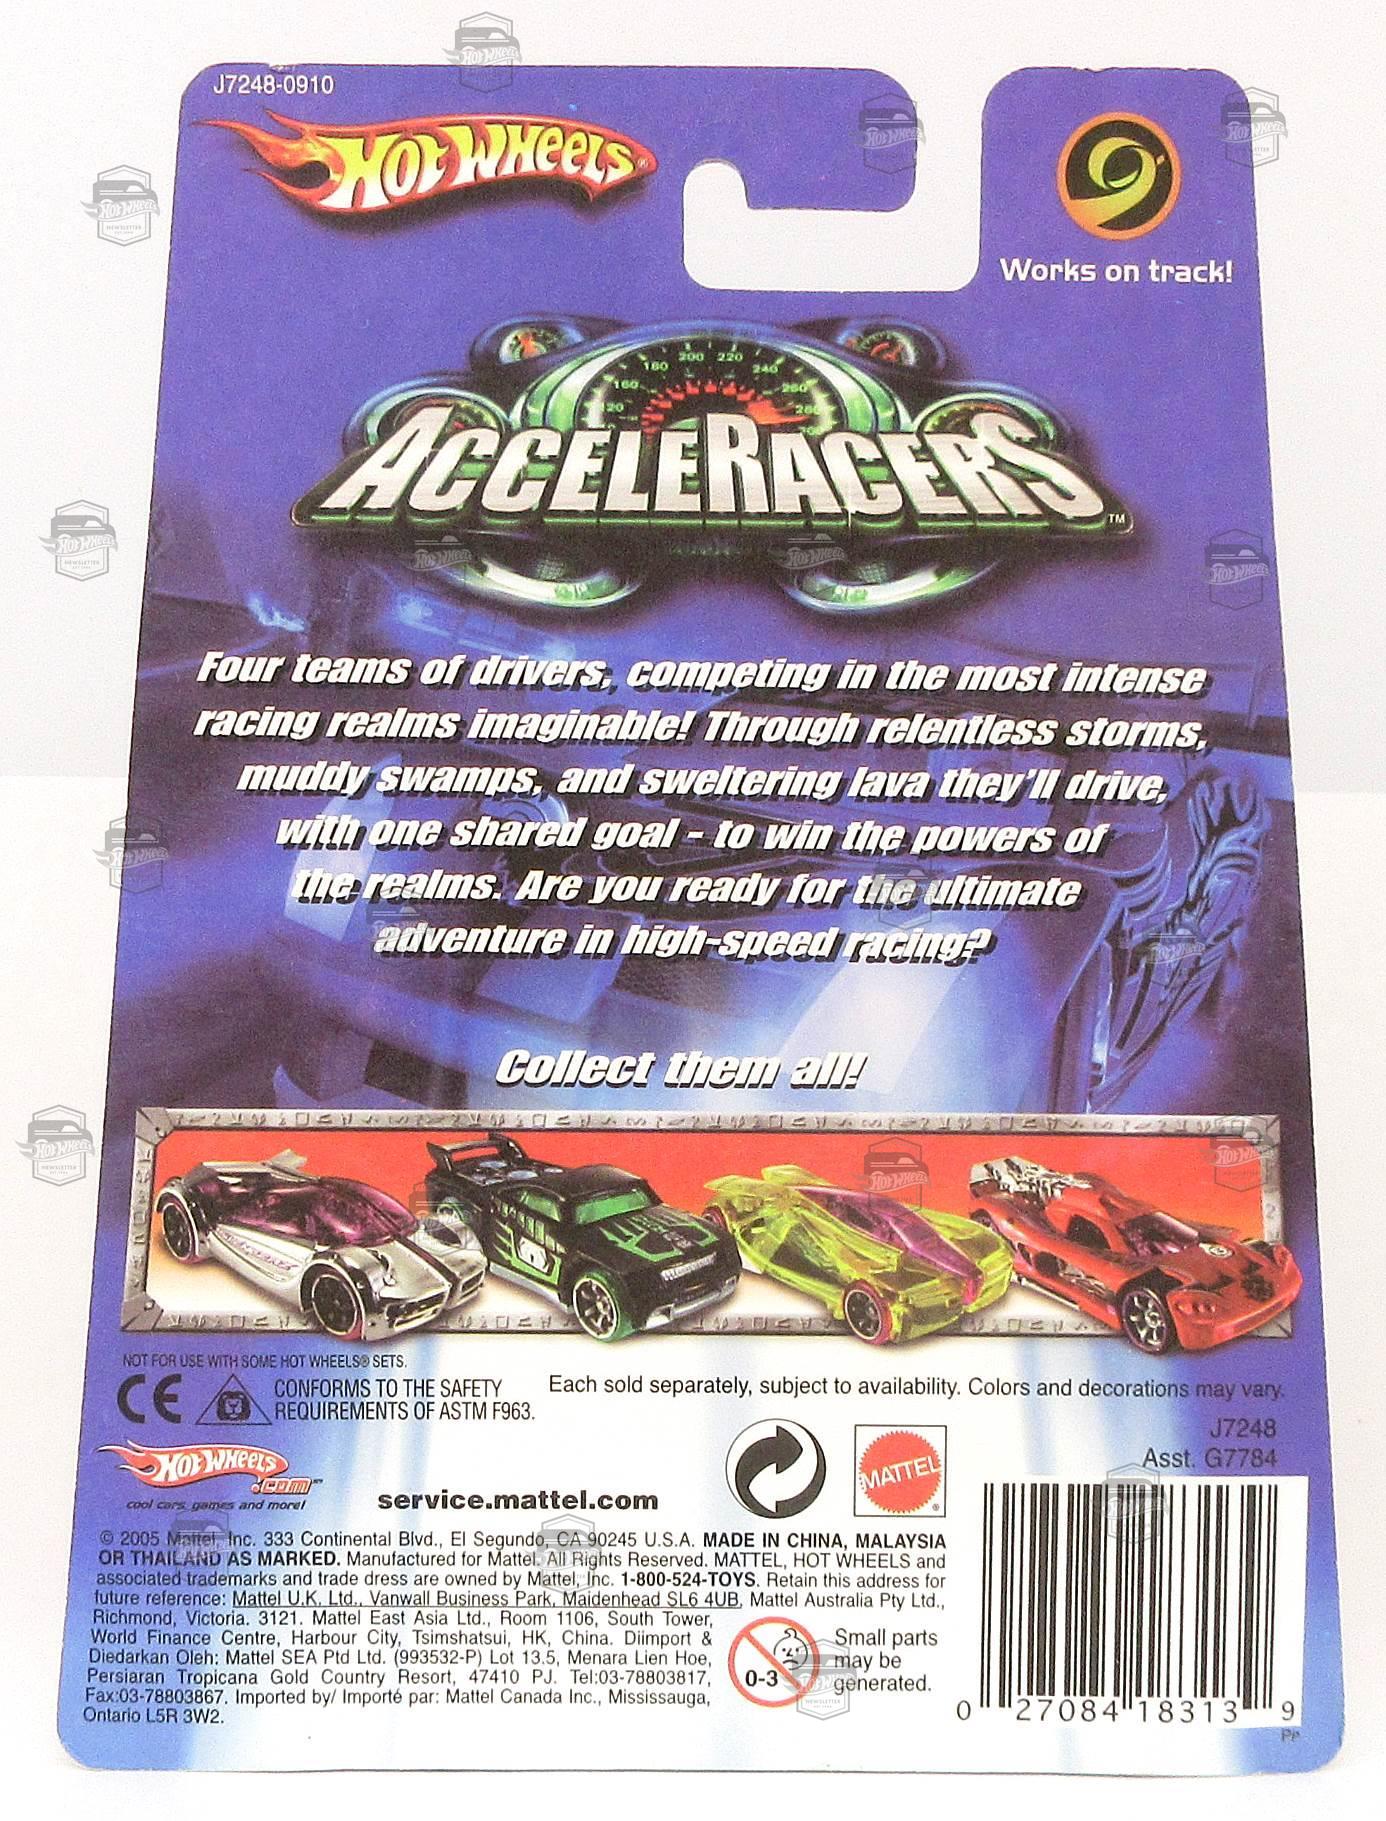 J7248-0910
HOT WHEELS®
Works on track!
120 160 180 200 220 240 260 280
ACCELERACERS™
Four teams of drivers, competing in the most intense
racing realms imaginable! Through relentless storms,
muddy swamps, and sweltering lava they'll drive,
with one shared goal - to win the powers of
the realms. Are you ready for the ultimate
adventure in high-speed racing?
Collect them all!
NOT FOR USE WITH SOME HOT WHEELS® SETS.
CE
CONFORMS TO THE SAFETY
REQUIREMENTS OF ASTM F963.
Each sold separately, subject to availability. Colors and decorations may vary.
J7248
Asst. G7784
HOT WHEELS
.com™
cool cars, games and more!
service.mattel.com
MATTEL®
© 2005 Mattel, Inc. 333 Continental Blvd., El Segundo, CA 90245 U.S.A. MADE IN CHINA, MALAYSIA
OR THAILAND AS MARKED. Manufactured for Mattel. All Rights Reserved. MATTEL, HOT WHEELS and
associated trademarks and trade dress are owned by Mattel, Inc. 1-800-524-TOYS. Retain this address for
future reference: Mattel U.K. Ltd., Vanwall Business Park, Maidenhead SL6 4UB, Mattel Australia Pty Ltd.,
Richmond, Victoria. 3121. Mattel East Asia Ltd., Room 1106, South Tower,
World Finance Centre, Harbour City, Tsimshatsui, HK, China. Diimport &
Diedarkan Oleh: Mattel SEA Ptd Ltd. (993532-P) Lot 13.5, Menara Lien Hoe,
Persiaran Tropicana Gold Country Resort, 47410 PJ. Tel:03-78803817,
Fax:03-78803867. Imported by/ Importé par: Mattel Canada Inc., Mississauga,
Ontario L5R 3W2.
0-3
Small parts
may be
generated.
0 27084 18313 9
PP